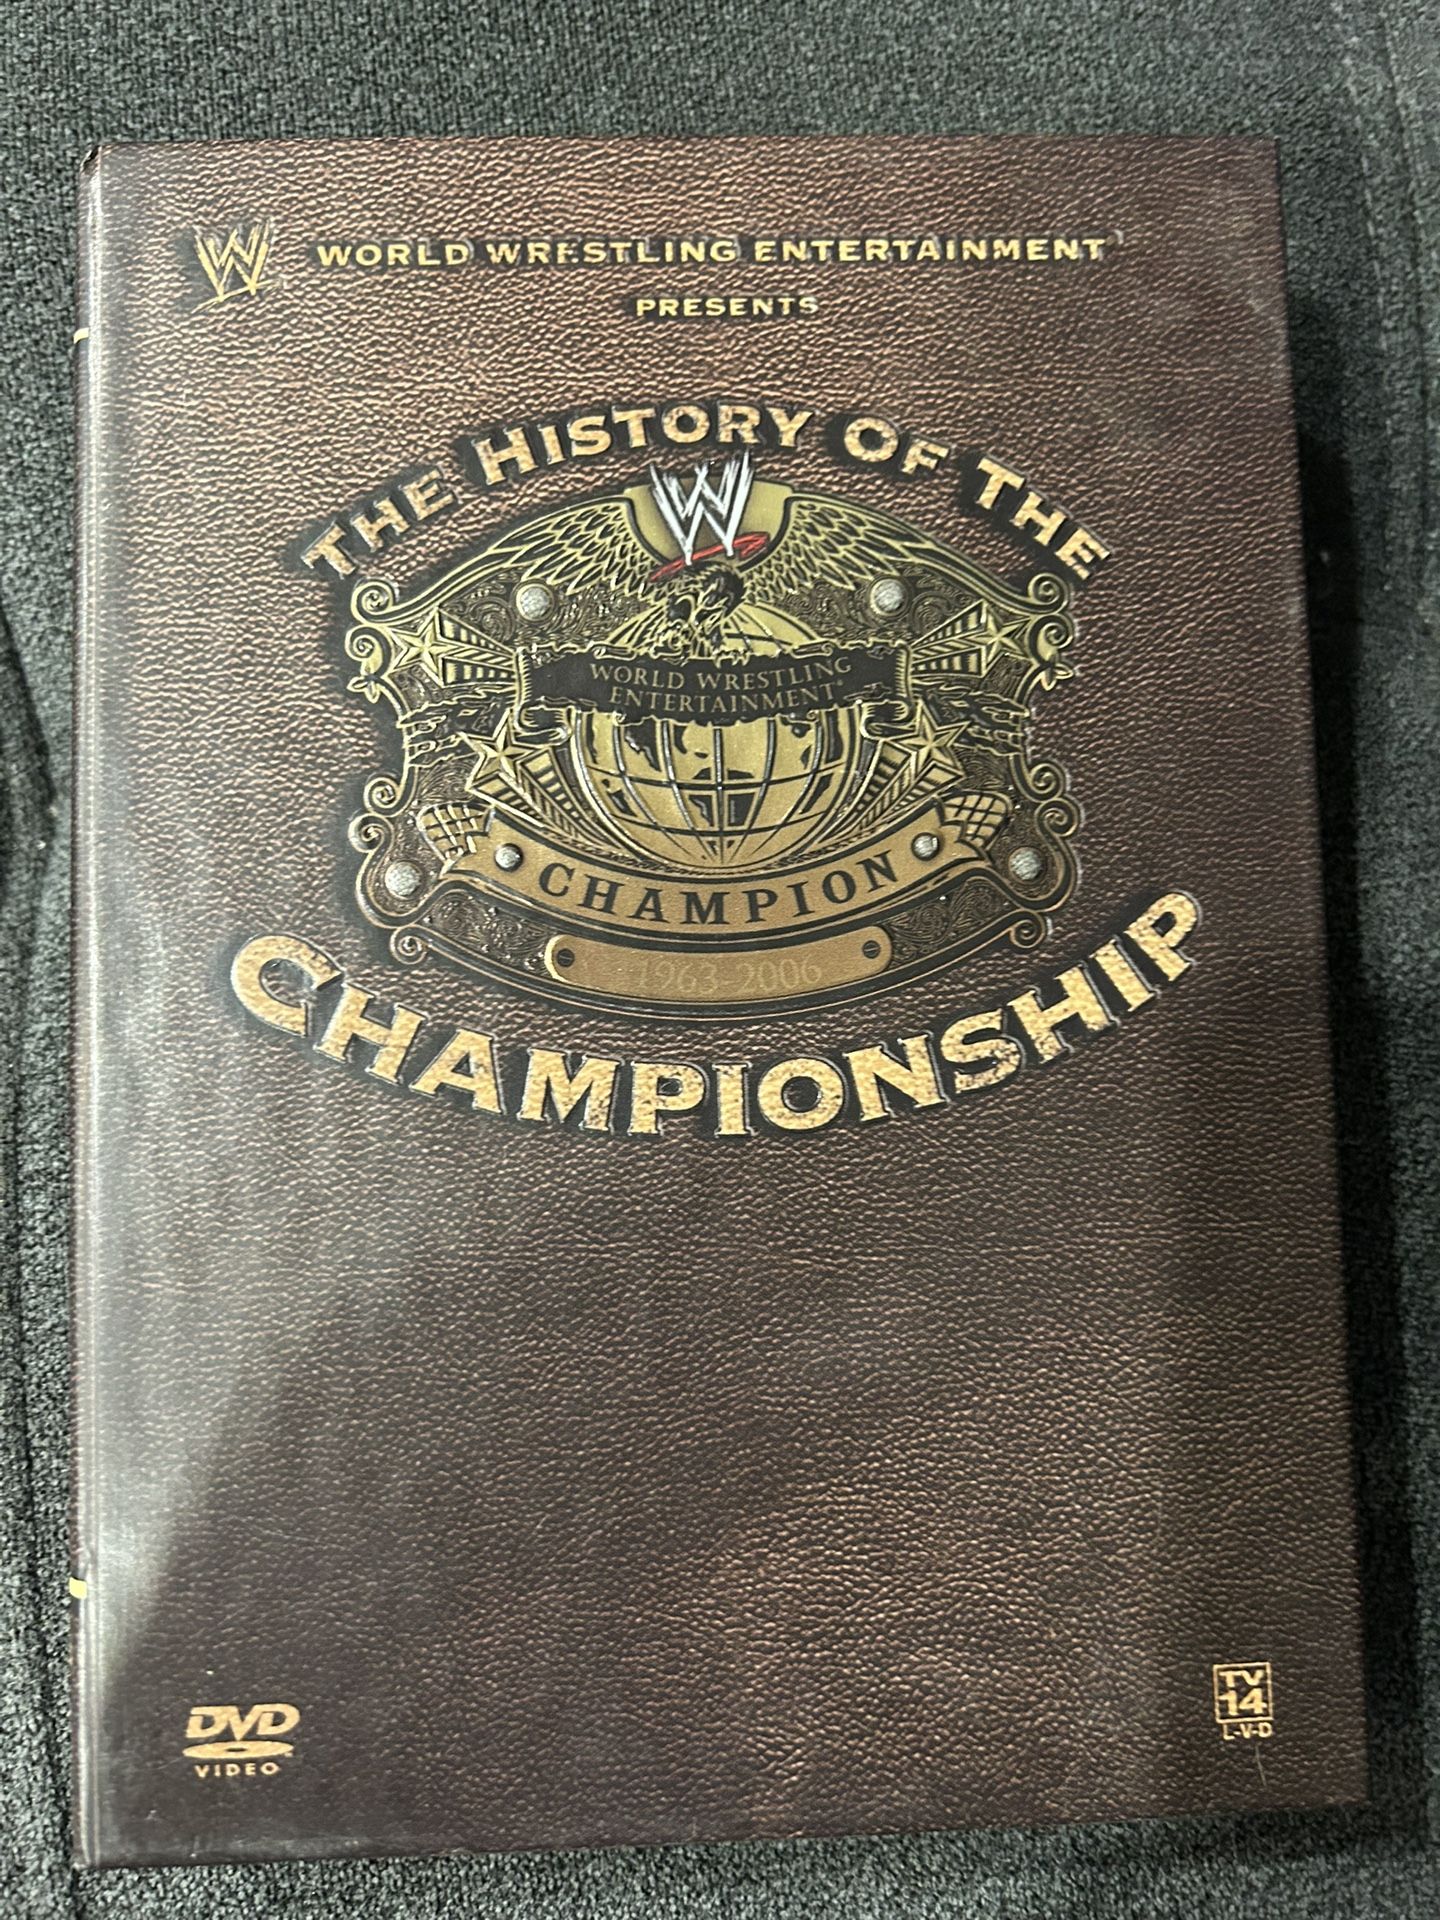 W WORLD WRESTLING ENTERTAINMENT
PRESENTS
THE HISTORY OF THE
W
WORLD WRESTLING
ENTERTAINMENT
CHAMPION
1963-2006
CHAMPIONSHIP
DVD
VIDEO
TV
14
L-V-D